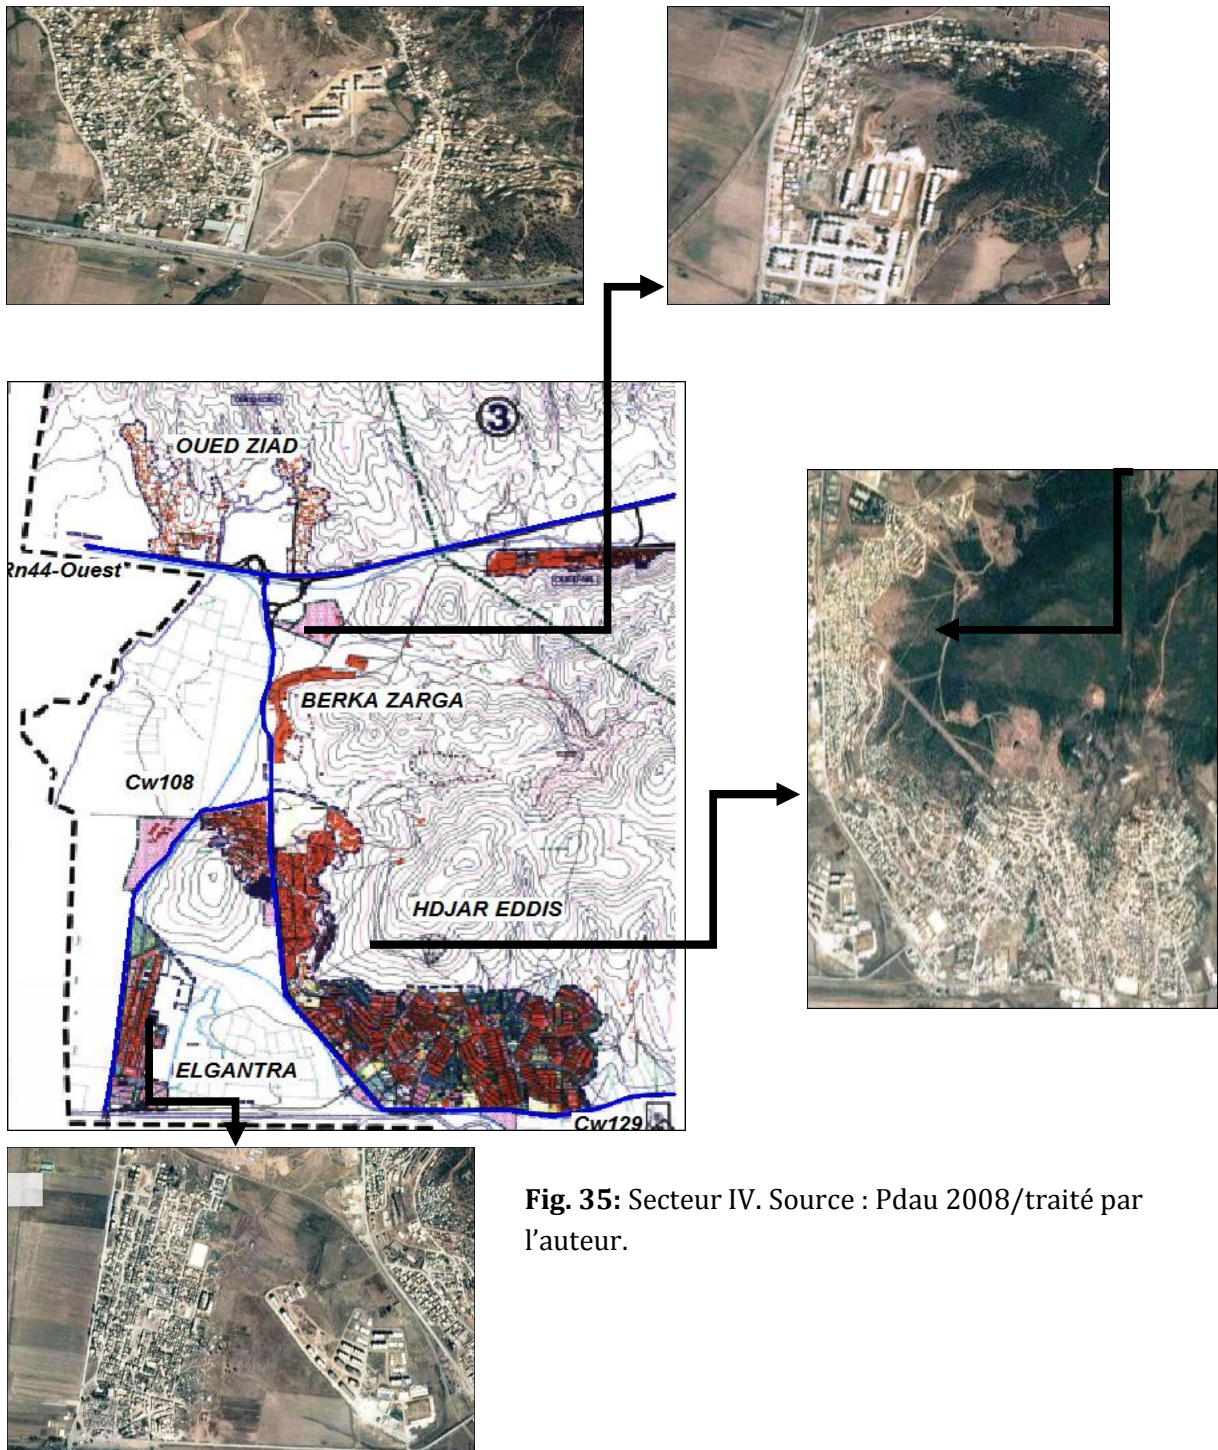 3
OUED ZIAD
Rn44-Ouest
BERKA ZARGA
Cw108
HDJAR EDDIS
ELGANTRA
Cw129
Fig. 35: Secteur IV. Source : Pdau 2008/traité par
l’auteur.